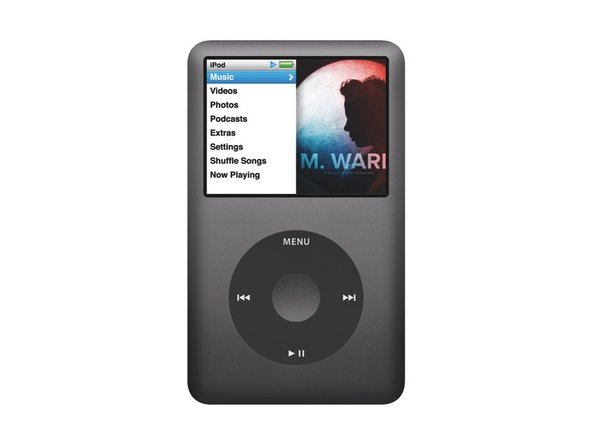 iPod
Music
Videos
Photos
Podcasts
Extras
Settings
Shuffle Songs
Now Playing
M. WARD
MENU